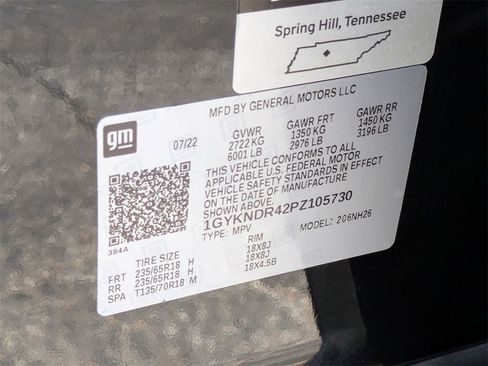 Spring Hill, Tennessee
MFD BY GENERAL MOTORS LLC
gm
07/22
GVWR GAWR FRT GAWR RR
2722 KG 1350 KG 1450 KG
6001 LB 2976 LB 3196 LB
THIS VEHICLE CONFORMS TO ALL
APPLICABLE U.S. FEDERAL MOTOR
VEHICLE SAFETY STANDARDS IN EFFECT
ON THE DATE OF MANUFACTURE SHOWN ABOVE.
1GYKNDR42PZ105730
TYPE: MPV MODEL: 206NH26
384A
TIRE SIZE RIM
FRT 235/65R18 H 18X8J
RR 235/65R18 H 18X8J
SPA T135/70R18 M 18X4.5B